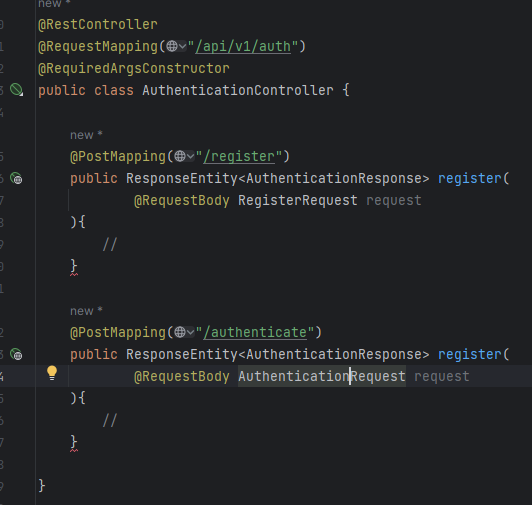 new *
@RestController
@RequestMapping("/api/v1/auth")
@RequiredArgsConstructor
public class AuthenticationController {
new *
@PostMapping("/register")
public ResponseEntity<AuthenticationResponse> register(
@RequestBody RegisterRequest request
){
//
}
new *
@PostMapping("/authenticate")
public ResponseEntity<AuthenticationResponse> register(
@RequestBody AuthenticationRequest request
){
//
}
}